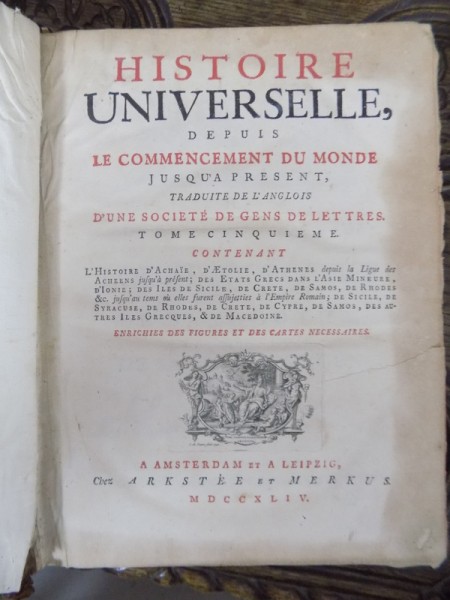 HISTOIRE
UNIVERSELLE,
DEPUIS
LE COMMENCEMENT DU MONDE
JUSQU'A PRESENT,
TRADUITE DE L'ANGLOIS
D'UNE SOCIETÉ DE GENS DE LETTRES.
TOME CINQUIEME.
CONTENANT
L'HISTOIRE D'ACHAÏE, D'ÆTOLIE, D'ATHENES depuis la Ligue des
ACHEENS jusqu'à présent; DES ETATS GRECS DANS L'ASIE MINEURE,
D'IONIE; DES ILES DE SICILE, DE CRETE, DE SAMOS, DE RHODES
&c. jusqu'au tems où elles furent assujetties à l'Empire Romain; DE SICILE, DE
SYRACUSE, DE RHODES, DE CRETE, DE CYPRE, DE SAMOS, DES AU-
TRES ILES GRECQUES, & DE MACEDOINE.
ENRICHIES DES FIGURES ET DES CARTES NECESSAIRES.
A AMSTERDAM ET A LEIPZIG,
Chez ARKSTÉE ET MERKUS.
MDCCXLIV.